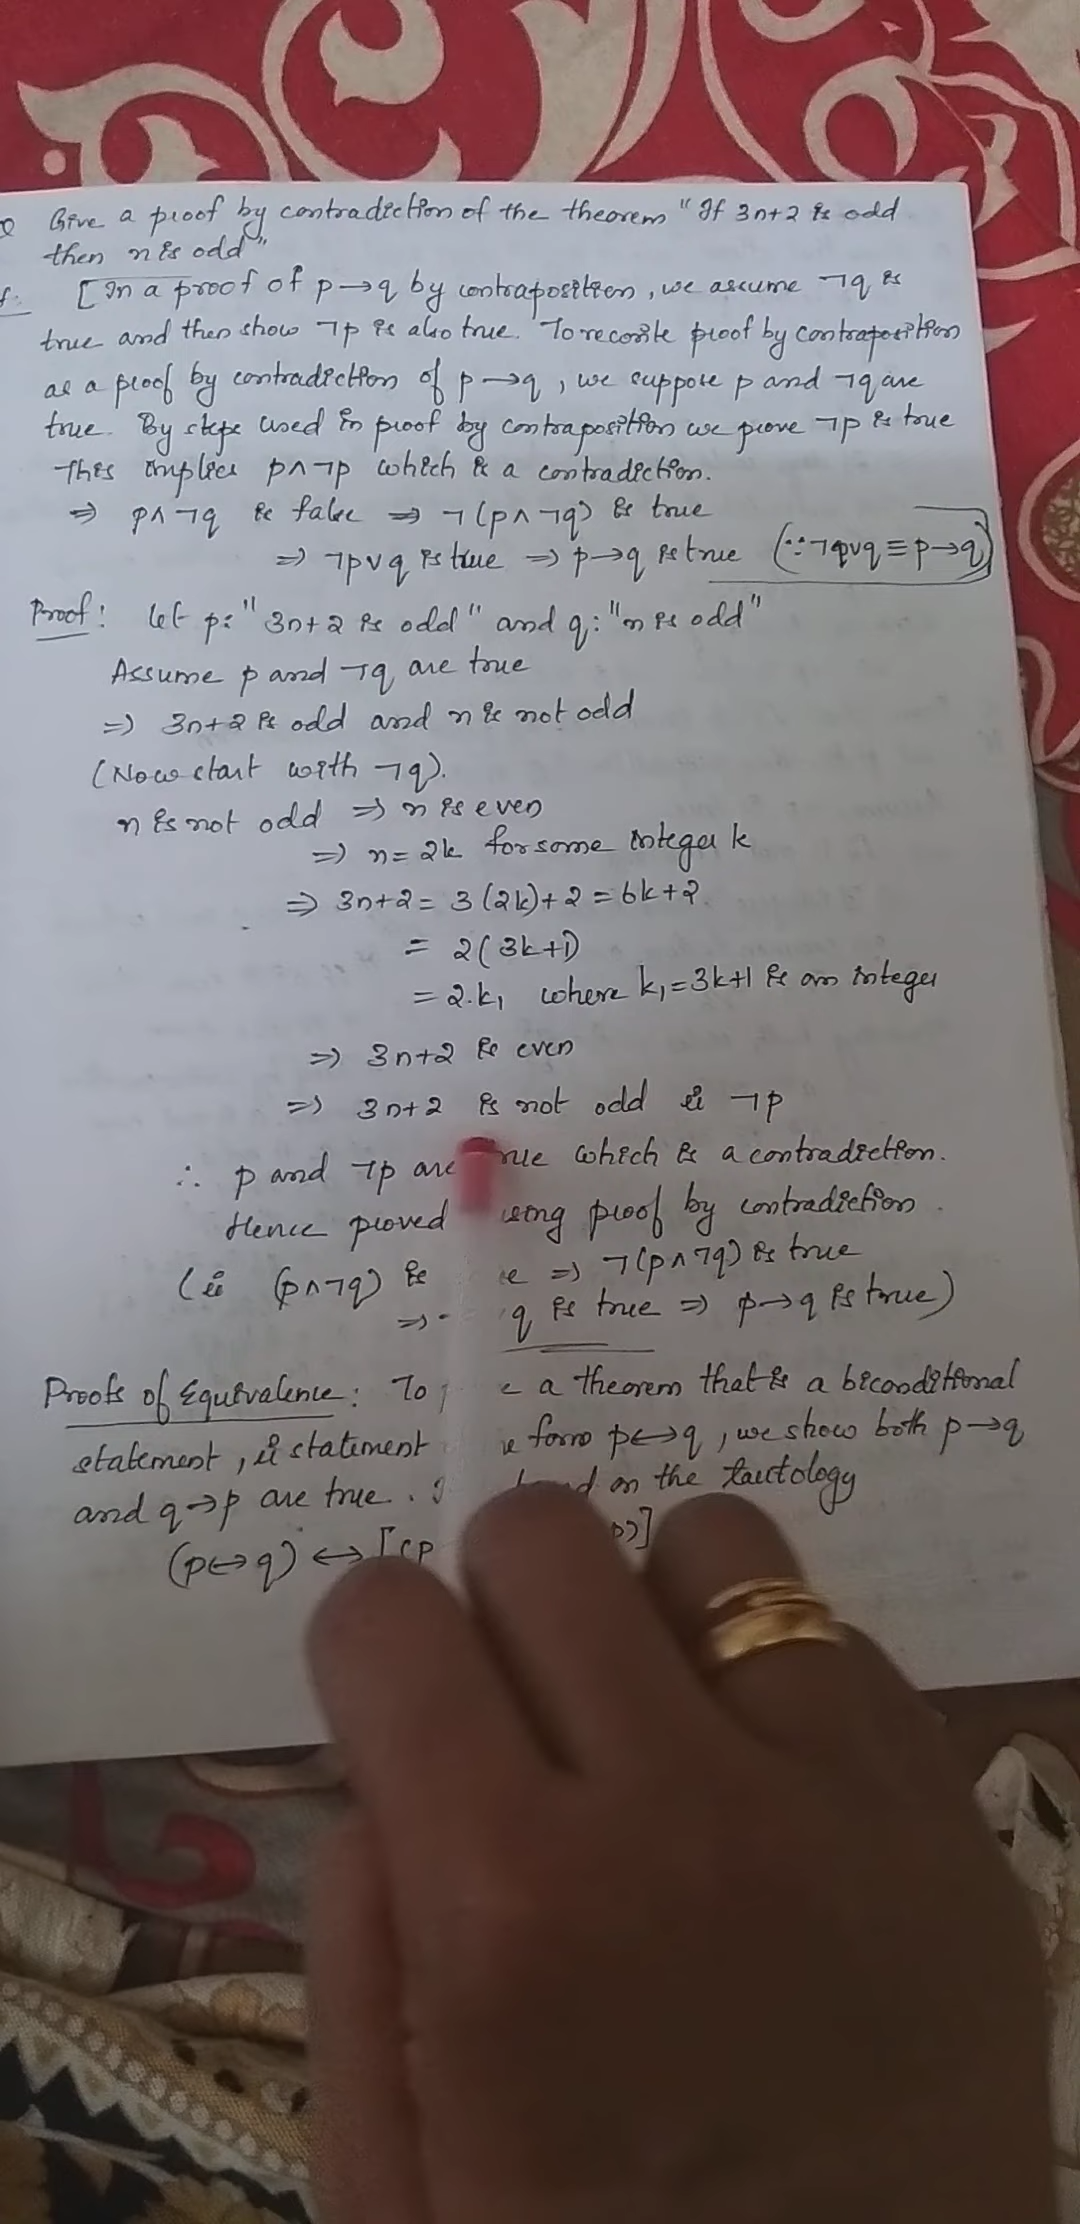 Q Give a proof by contradiction of the theorem "If 3n+2 is odd
then n is odd"
[In a proof of p→q by contraposition, we assume ¬q is
true and then show ¬p is also true. To rewrite proof by contraposition
as a proof by contradiction of p→q, we suppose p and ¬q are
true. By steps used in proof by contraposition we prove ¬p is true
This implies p∧¬p which is a contradiction.
⇒ p∧¬q is false ⇒ ¬(p∧¬q) is true
⇒ ¬p∨q is true ⇒ p→q is true (∵ ¬p∨q ≡ p→q)]
Proof: Let p: "3n+2 is odd" and q: "n is odd"
Assume p and ¬q are true
⇒ 3n+2 is odd and n is not odd
(Now start with ¬q).
n is not odd ⇒ n is even
⇒ n=2k for some integer k
⇒ 3n+2 = 3(2k)+2 = 6k+2
= 2(3k+1)
= 2.k₁ where k₁=3k+1 is an integer
⇒ 3n+2 is even
⇒ 3n+2 is not odd ie ¬p
∴ p and ¬p are true which is a contradiction.
Hence proved using proof by contradiction.
(ie (p∧¬q) is ⇒ ¬(p∧¬q) is true
⇒ q is true ⇒ p→q is true)
Proofs of Equivalence: To a theorem that is a biconditional
statement, ie statement form p↔q, we show both p→q
and q→p are true. on the tautology
(p↔q) ↔ [(p )]